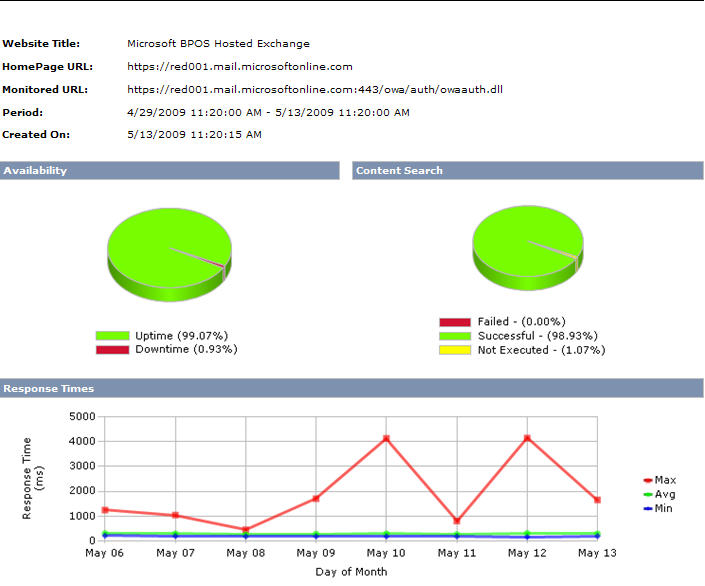 Website Title: Microsoft BPOS Hosted Exchange
HomePage URL: https://red001.mail.microsoftonline.com
Monitored URL: https://red001.mail.microsoftonline.com:443/owa/auth/owaauth.dll
Period: 4/29/2009 11:20:00 AM - 5/13/2009 11:20:00 AM
Created On: 5/13/2009 11:20:15 AM
Availability
Uptime (99.07%)
Downtime (0.93%)
Content Search
Failed - (0.00%)
Successful - (98.93%)
Not Executed - (1.07%)
Response Times
Response Time
(ms)
5000
4000
3000
2000
1000
0
May 06 May 07 May 08 May 09 May 10 May 11 May 12 May 13
Day of Month
Max
Avg
Min